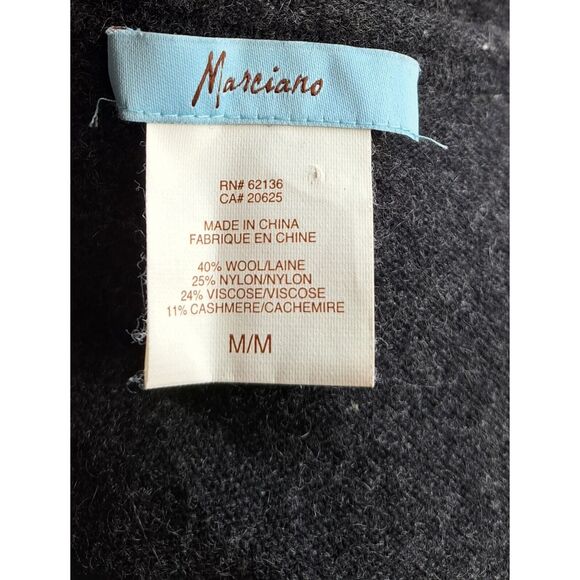 Marciano
RN# 62136
CA# 20625
MADE IN CHINA
FABRIQUE EN CHINE
40% WOOL/LAINE
25% NYLON/NYLON
24% VISCOSE/VISCOSE
11% CASHMERE/CACHEMIRE
M/M